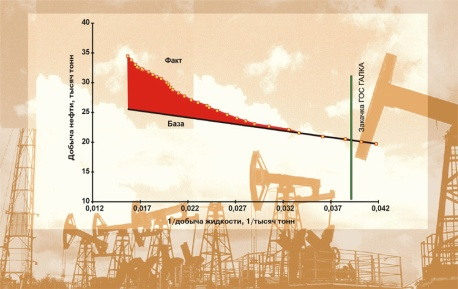 Добыча нефти, тысяч тонн
40
35
30
25
20
15
10
Факт
База
Закачка ГОС ГАЛКА
0,012 0,017 0,022 0,027 0,032 0,037 0,042
1/добыча жидкости, 1/тысяч тонн